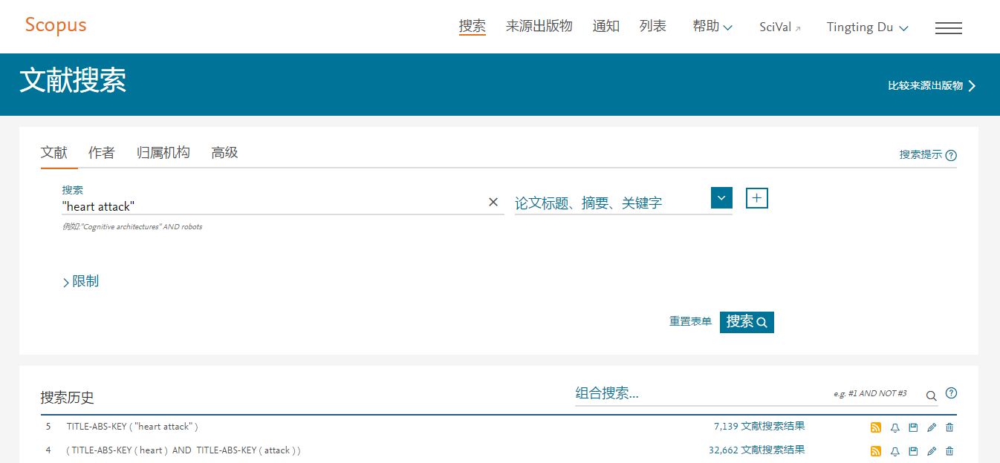 Scopus 搜索 来源出版物 通知 列表 帮助 SciVal Tingting Du
文献搜索
比较来源出版物
文献 作者 归属机构 高级 搜索提示
搜索
"heart attack" 论文标题、摘要、关键字
例如:"Cognitive architectures" AND robots
限制
重置表单 搜索
搜索历史 组合搜索... e.g. #1 AND NOT #3
5 TITLE-ABS-KEY ( "heart attack" ) 7,139 文献搜索结果
4 ( TITLE-ABS-KEY ( heart ) AND TITLE-ABS-KEY ( attack ) ) 32,662 文献搜索结果